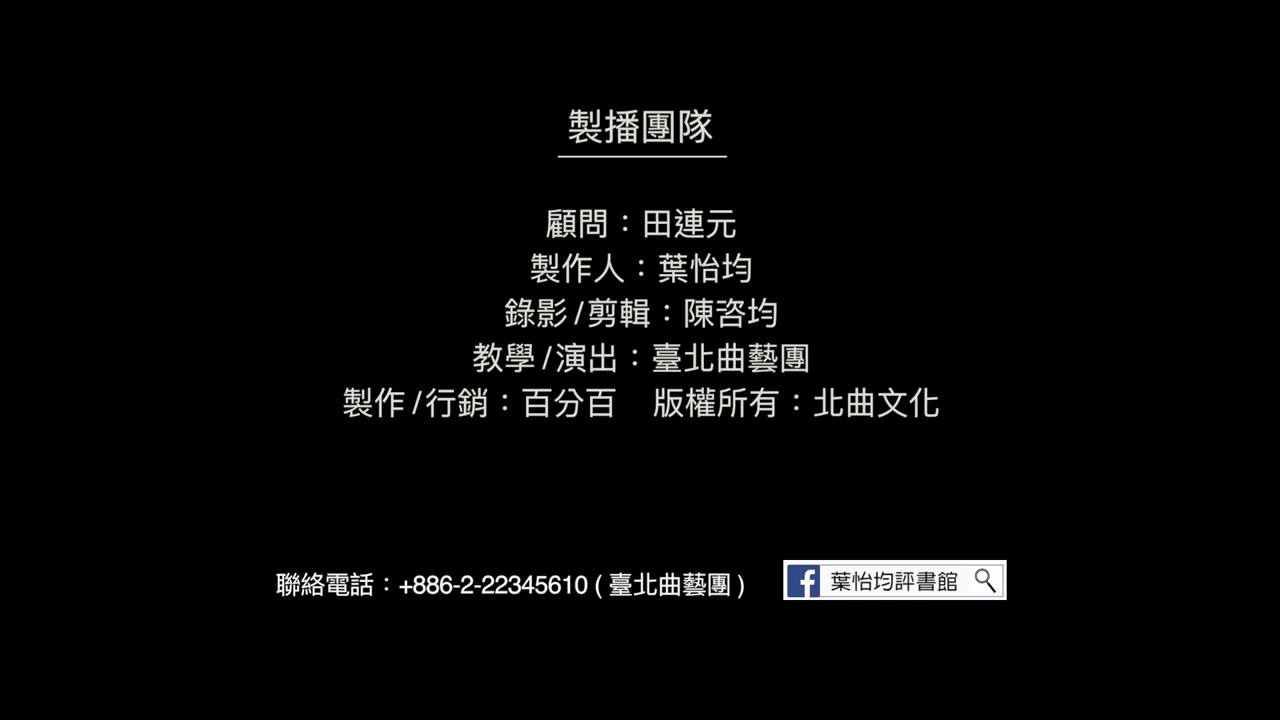 製播團隊
顧問：田連元
製作人：葉怡均
錄影/剪輯：陳咨均
教學/演出：臺北曲藝團
製作/行銷：百分百　版權所有：北曲文化
聯絡電話：+886-2-22345610 ( 臺北曲藝團 )
葉怡均評書館